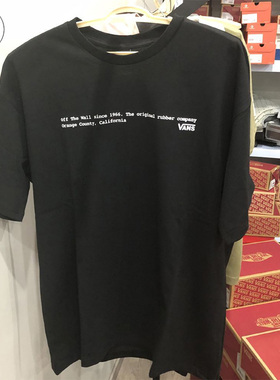 Off The Wall since 1966. The original rubber company
Orange County, California
VANS